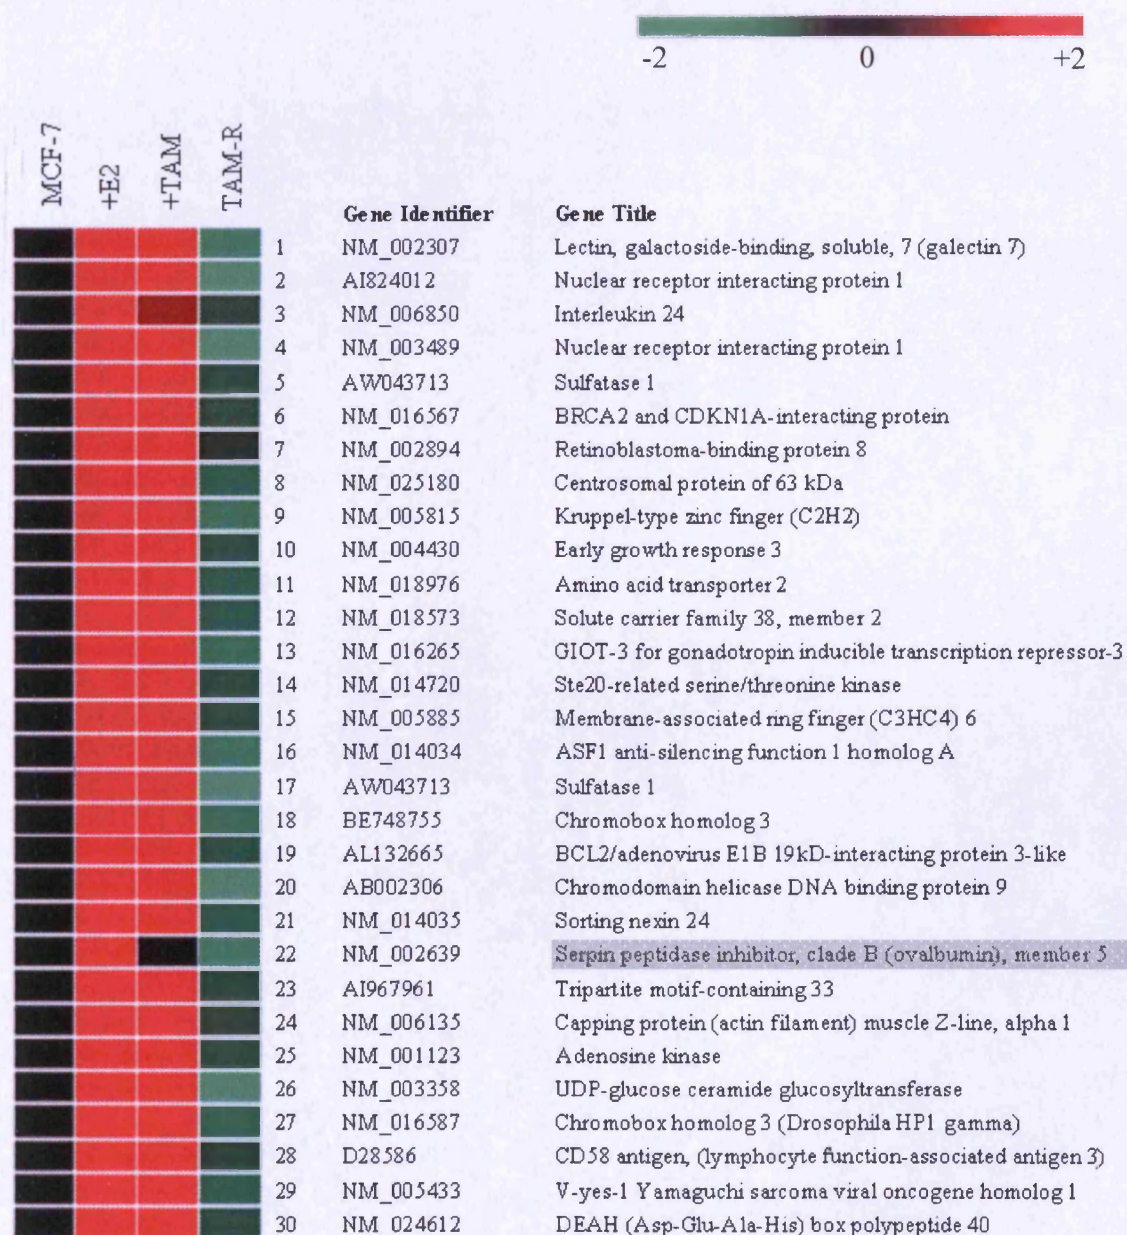 -2 0 +2
MCF-7 +E2 +TAM TAM-R
Gene Identifier Gene Title
1 NM_002307 Lectin, galactoside-binding, soluble, 7 (galectin 7)
2 AI824012 Nuclear receptor interacting protein 1
3 NM_006850 Interleukin 24
4 NM_003489 Nuclear receptor interacting protein 1
5 AW043713 Sulfatase 1
6 NM_016567 BRCA2 and CDKN1A-interacting protein
7 NM_002894 Retinoblastoma-binding protein 8
8 NM_025180 Centrosomal protein of 63 kDa
9 NM_005815 Kruppel-type zinc finger (C2H2)
10 NM_004430 Early growth response 3
11 NM_018976 Amino acid transporter 2
12 NM_018573 Solute carrier family 38, member 2
13 NM_016265 GIOT-3 for gonadotropin inducible transcription repressor-3
14 NM_014720 Ste20-related serine/threonine kinase
15 NM_005885 Membrane-associated ring finger (C3HC4) 6
16 NM_014034 ASF1 anti-silencing function 1 homolog A
17 AW043713 Sulfatase 1
18 BE748755 Chromobox homolog 3
19 AL132665 BCL2/adenovirus E1B 19kD-interacting protein 3-like
20 AB002306 Chromodomain helicase DNA binding protein 9
21 NM_014035 Sorting nexin 24
22 NM_002639 Serpin peptidase inhibitor, clade B (ovalbumin), member 5
23 AI967961 Tripartite motif-containing 33
24 NM_006135 Capping protein (actin filament) muscle Z-line, alpha 1
25 NM_001123 Adenosine kinase
26 NM_003358 UDP-glucose ceramide glucosyltransferase
27 NM_016587 Chromobox homolog 3 (Drosophila HP1 gamma)
28 D28586 CD58 antigen, (lymphocyte function-associated antigen 3)
29 NM_005433 V-yes-1 Yamaguchi sarcoma viral oncogene homolog 1
30 NM_024612 DEAH (Asp-Glu-Ala-His) box polypeptide 40